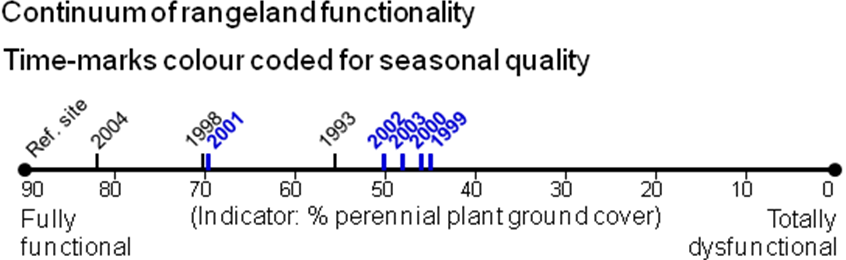 Continuum of rangeland functionality
Time-marks colour coded for seasonal quality
Ref. site
2004
1998
2001
1993
2002
2003
2000
1999
90 80 70 60 50 40 30 20 10 0
Fully functional
(Indicator: % perennial plant ground cover)
Totally dysfunctional